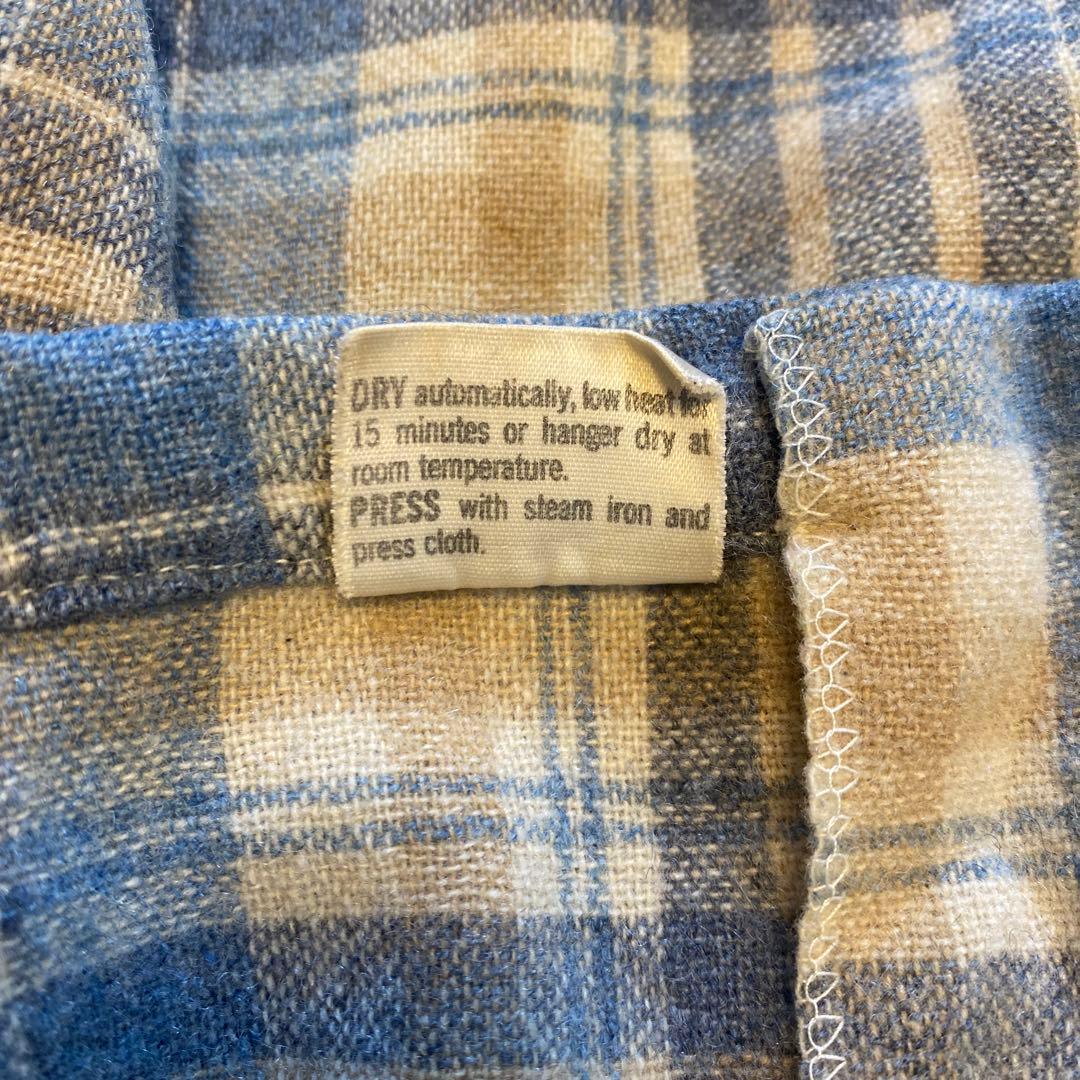 DRY automatically, low heat for
15 minutes or hanger dry at
room temperature.
PRESS with steam iron and
press cloth.